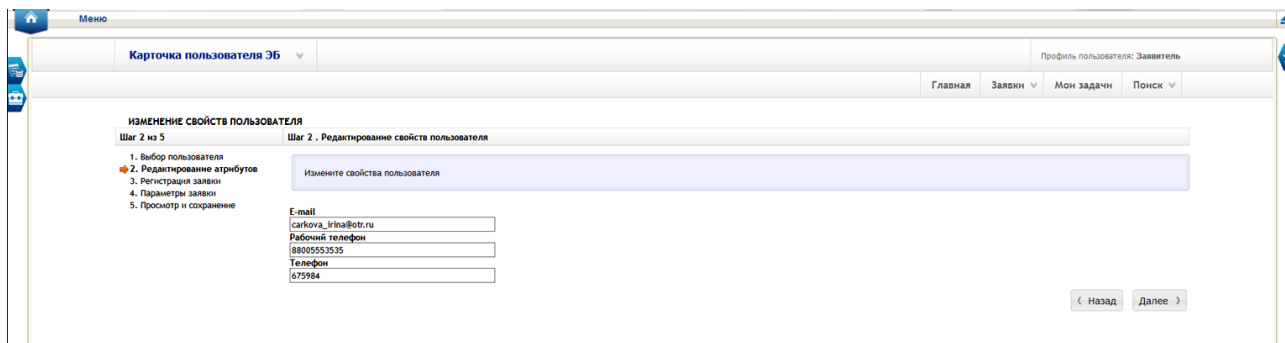 Меню
Карточка пользователя ЭБ
Профиль пользователя: Заявитель
Главная Заявки Мои задачи Поиск
ИЗМЕНЕНИЕ СВОЙСТВ ПОЛЬЗОВАТЕЛЯ
Шаг 2 из 5
Шаг 2 . Редактирование свойств пользователя
1. Выбор пользователя
2. Редактирование атрибутов
3. Регистрация заявки
4. Параметры заявки
5. Просмотр и сохранение
Измените свойства пользователя
E-mail
carkova_irina@otr.ru
Рабочий телефон
88005553535
Телефон
675984
Назад Далее